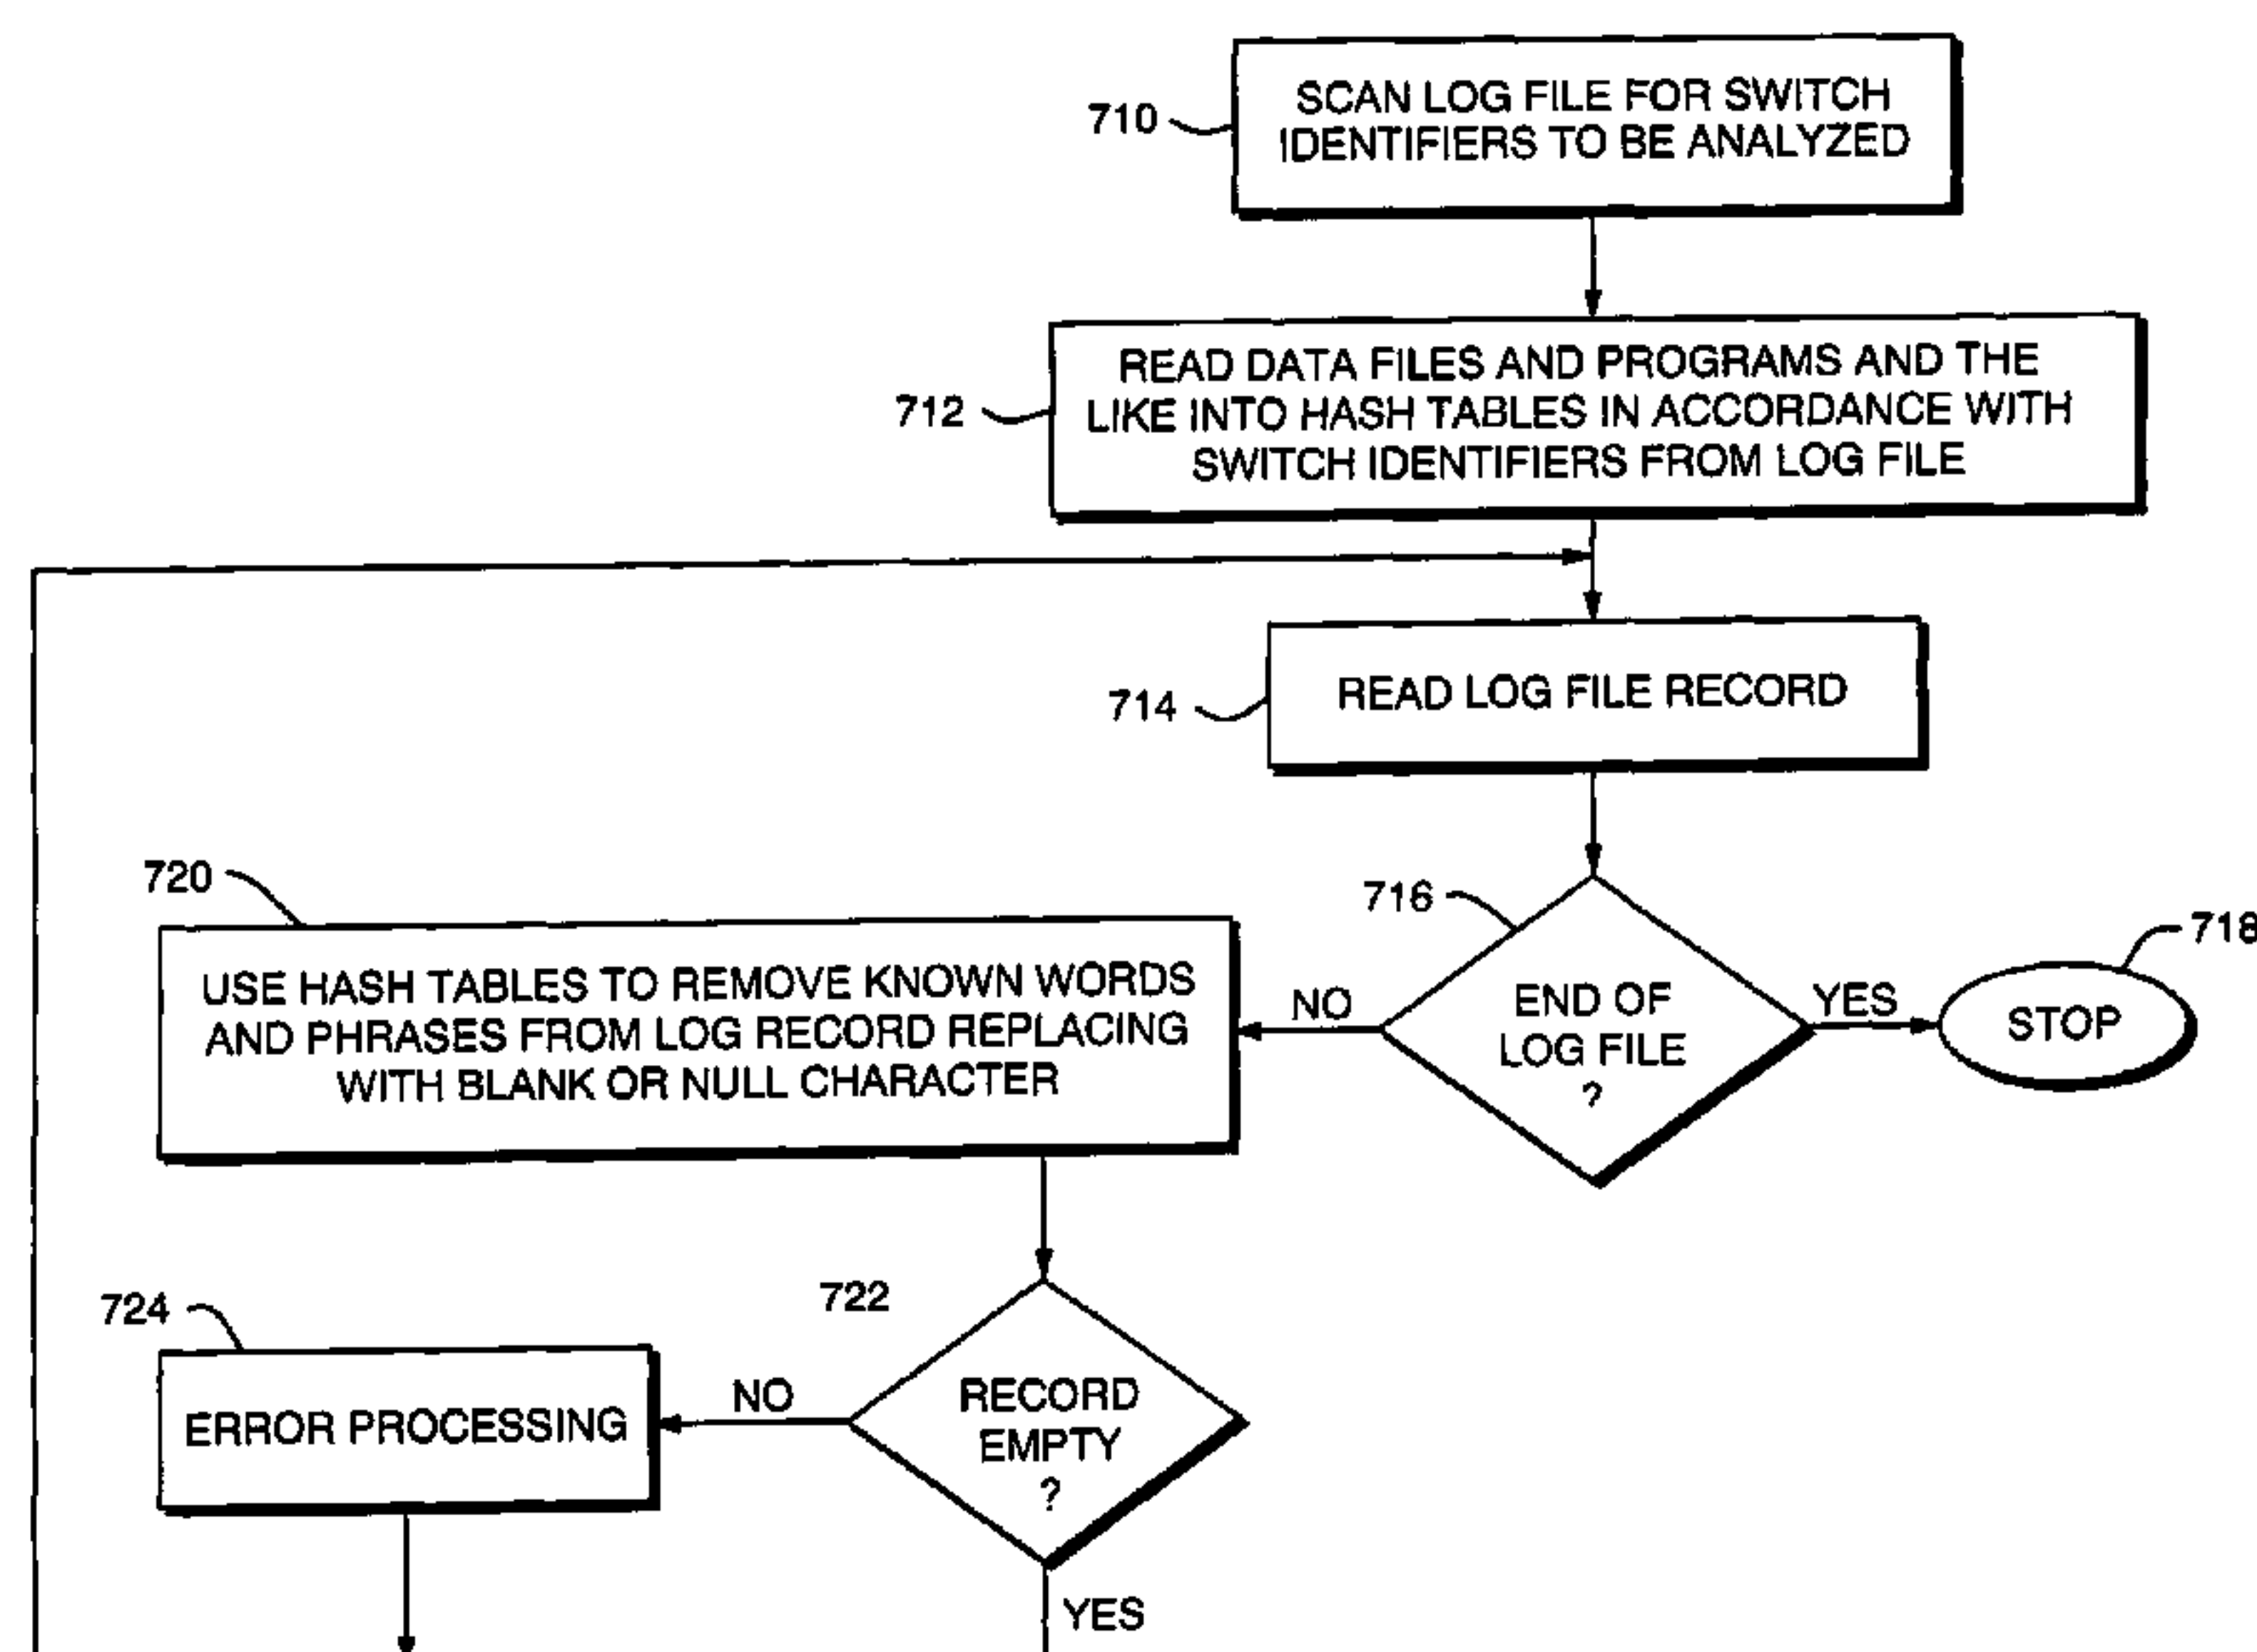 710
SCAN LOG FILE FOR SWITCH
IDENTIFIERS TO BE ANALYZED
712
READ DATA FILES AND PROGRAMS AND THE
LIKE INTO HASH TABLES IN ACCORDANCE WITH
SWITCH IDENTIFIERS FROM LOG FILE
714
READ LOG FILE RECORD
716
END OF
LOG FILE
?
YES
718
STOP
NO
720
USE HASH TABLES TO REMOVE KNOWN WORDS
AND PHRASES FROM LOG RECORD REPLACING
WITH BLANK OR NULL CHARACTER
722
RECORD
EMPTY
?
NO
724
ERROR PROCESSING
YES